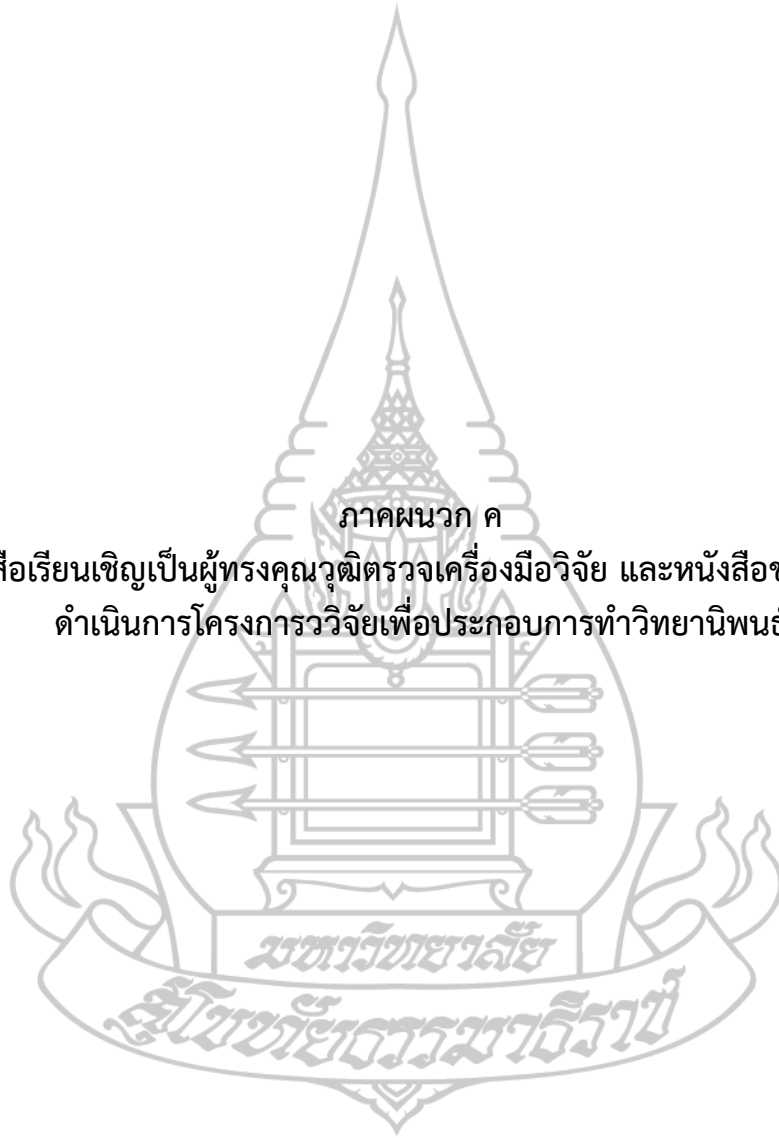 ภาคผนวก ค
สือเรียนเชิญเป็นผู้ทรงคุณวุฒิตรวจเครื่องมือวิจัย และหนังสือข
ดำเนินการโครงการววิจัยเพื่อประกอบการทำวิทยานิพนธ์
มหาวิทยาลัย
สุโขทัยธรรมาธิราช